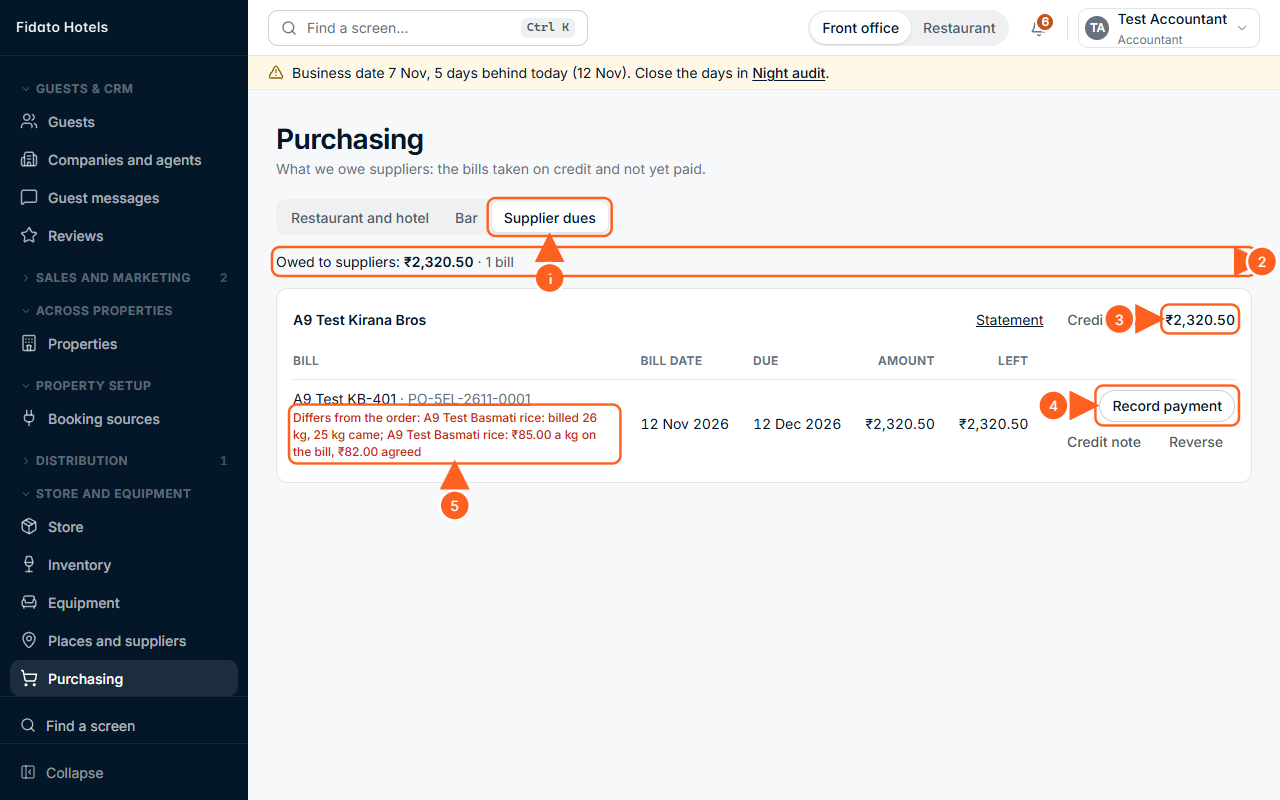 Fidato Hotels
Find a screen...
Ctrl K
Front office
Restaurant
6
TA
Test Accountant
Accountant
Business date 7 Nov, 5 days behind today (12 Nov). Close the days in Night audit.
GUESTS & CRM
Guests
Companies and agents
Guest messages
Reviews
SALES AND MARKETING 2
ACROSS PROPERTIES
Properties
PROPERTY SETUP
Booking sources
DISTRIBUTION 1
STORE AND EQUIPMENT
Store
Inventory
Equipment
Places and suppliers
Purchasing
Find a screen
Collapse
Purchasing
What we owe suppliers: the bills taken on credit and not yet paid.
Restaurant and hotel
Bar
Supplier dues
1
Owed to suppliers: ₹2,320.50 · 1 bill
2
A9 Test Kirana Bros
Statement
Credi
3
₹2,320.50
BILL
BILL DATE
DUE
AMOUNT
LEFT
A9 Test KB-401 · PO-5EL-2611-0001
Differs from the order: A9 Test Basmati rice: billed 26
kg, 25 kg came; A9 Test Basmati rice: ₹85.00 a kg on
the bill, ₹82.00 agreed
12 Nov 2026
12 Dec 2026
₹2,320.50
₹2,320.50
4
Record payment
Credit note
Reverse
5